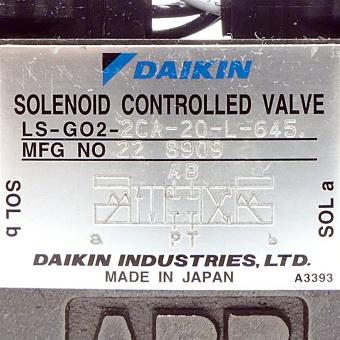 DAIKIN
SOLENOID CONTROLLED VALVE
LS-G02-2CA-20-L-645.
MFG NO 22 8909
SOL b
A B
SOL a
a P T b
DAIKIN INDUSTRIES, LTD.
MADE IN JAPAN A3393